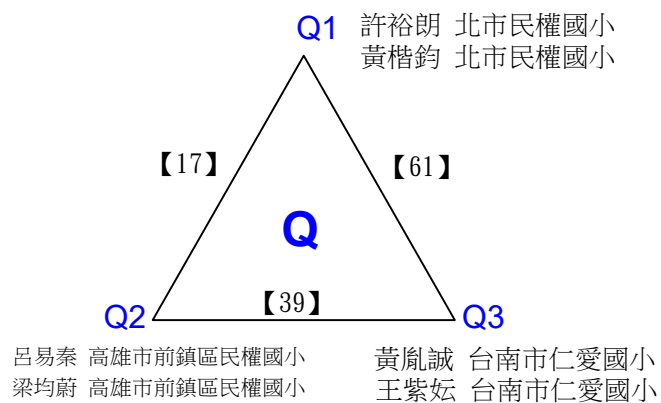 Q1
許裕朗 北市民權國小
黃楷鈞 北市民權國小
【17】
【61】
Q
【39】
Q2
Q3
呂易秦 高雄市前鎮區民權國小
梁均蔚 高雄市前鎮區民權國小
黃胤誠 台南市仁愛國小
王紫妘 台南市仁愛國小